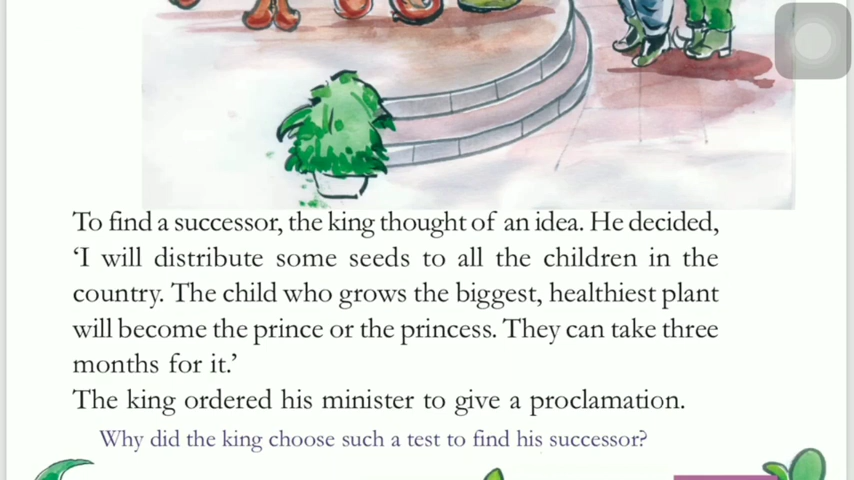 To find a successor, the king thought of an idea. He decided,
‘I will distribute some seeds to all the children in the
country. The child who grows the biggest, healthiest plant
will become the prince or the princess. They can take three
months for it.’
The king ordered his minister to give a proclamation.
Why did the king choose such a test to find his successor?